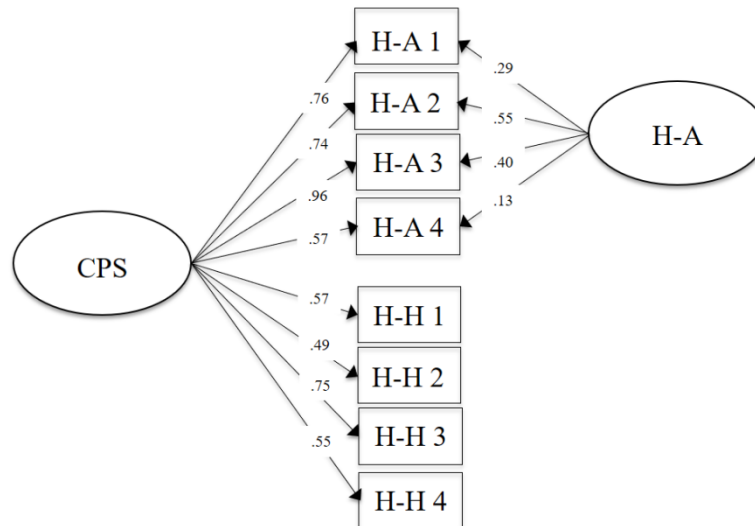 H-A 1
.29
.76
H-A 2
.55
H-A
.74
H-A 3
.40
.96
.13
H-A 4
.57
CPS
.57
H-H 1
.49
H-H 2
.75
H-H 3
.55
H-H 4